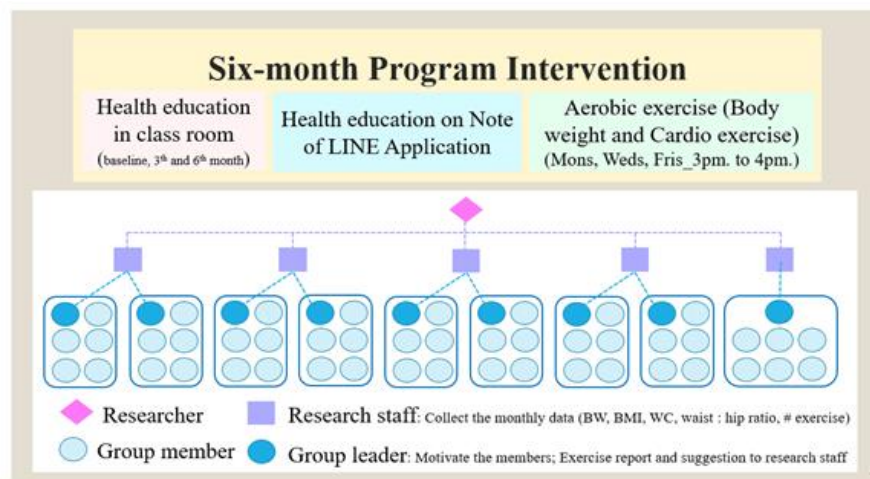 Six-month Program Intervention
Health education
in class room
(baseline, 3th and 6th month)
Health education on Note
of LINE Application
Aerobic exercise (Body
weight and Cardio exercise)
(Mons, Weds, Fris_3pm. to 4pm.)
Researcher
Research staff: Collect the monthly data (BW, BMI, WC, waist : hip ratio, # exercise)
Group member
Group leader: Motivate the members; Exercise report and suggestion to research staff